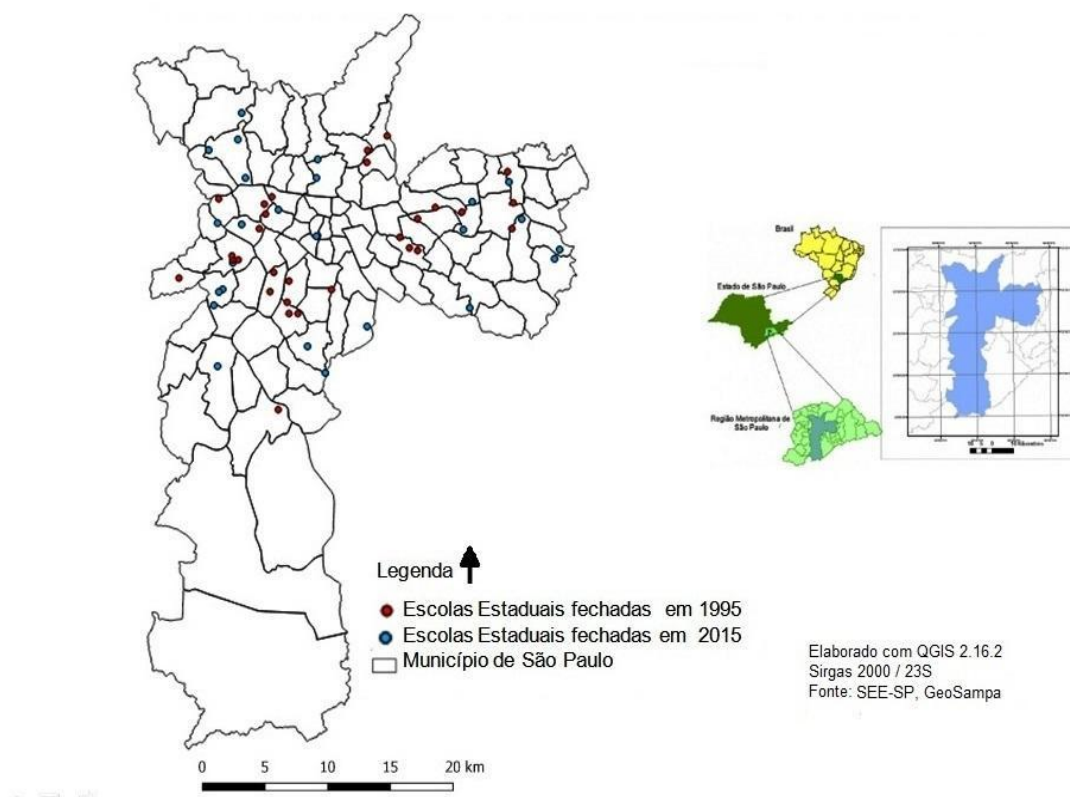 Brasil
Estado de São Paulo
Região Metropolitana de
São Paulo
Legenda
Escolas Estaduais fechadas em 1995
Escolas Estaduais fechadas em 2015
Município de São Paulo
Elaborado com QGIS 2.16.2
Sirgas 2000 / 23S
Fonte: SEE-SP, GeoSampa
0 5 10 15 20 km